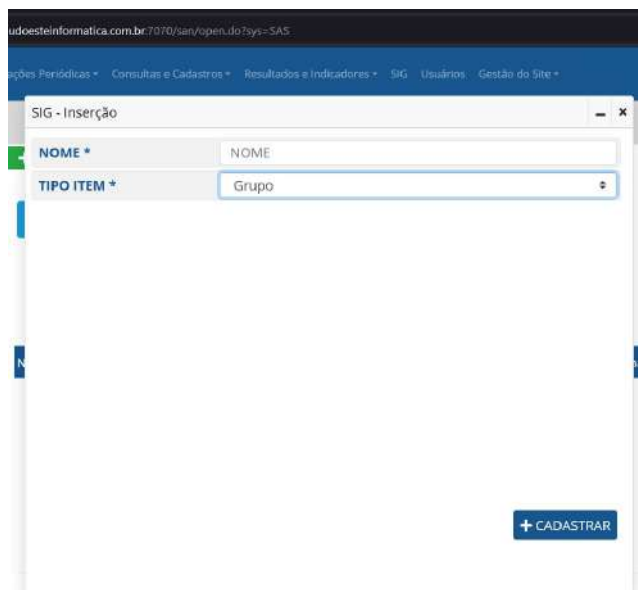 udoesteinformatica.com.br:7070/san/open.do?sys=SAS
ações Periódicas Consultas e Cadastros Resultados e Indicadores SIG Usuários Gestão do Site
SIG - Inserção
NOME * NOME
TIPO ITEM * Grupo
N
+ CADASTRAR